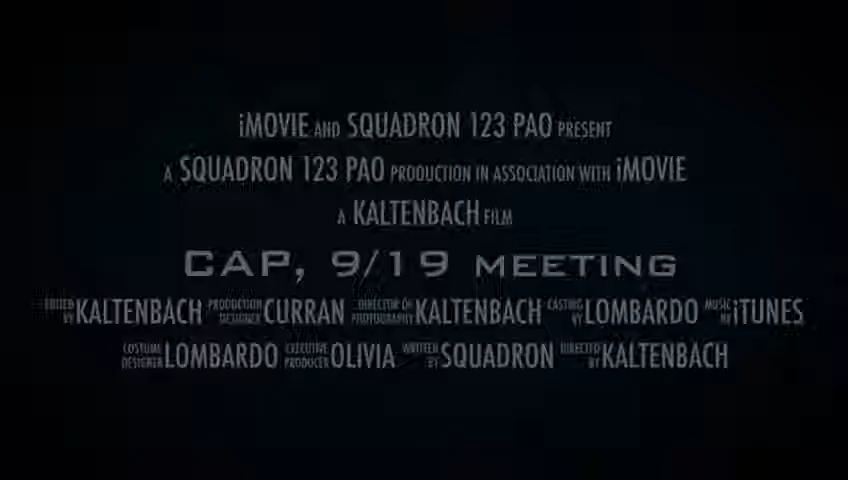 iMOVIE AND SQUADRON 123 PAO PRESENT
A SQUADRON 123 PAO PRODUCTION IN ASSOCIATION WITH iMOVIE
A KALTENBACH FILM
CAP, 9/19 MEETING
EDITED BY KALTENBACH PRODUCTION DESIGNER CURRAN DIRECTOR OF PHOTOGRAPHY KALTENBACH CASTING BY LOMBARDO MUSIC BY iTUNES
COSTUME DESIGNER LOMBARDO EXECUTIVE PRODUCER OLIVIA WRITTEN BY SQUADRON DIRECTED BY KALTENBACH